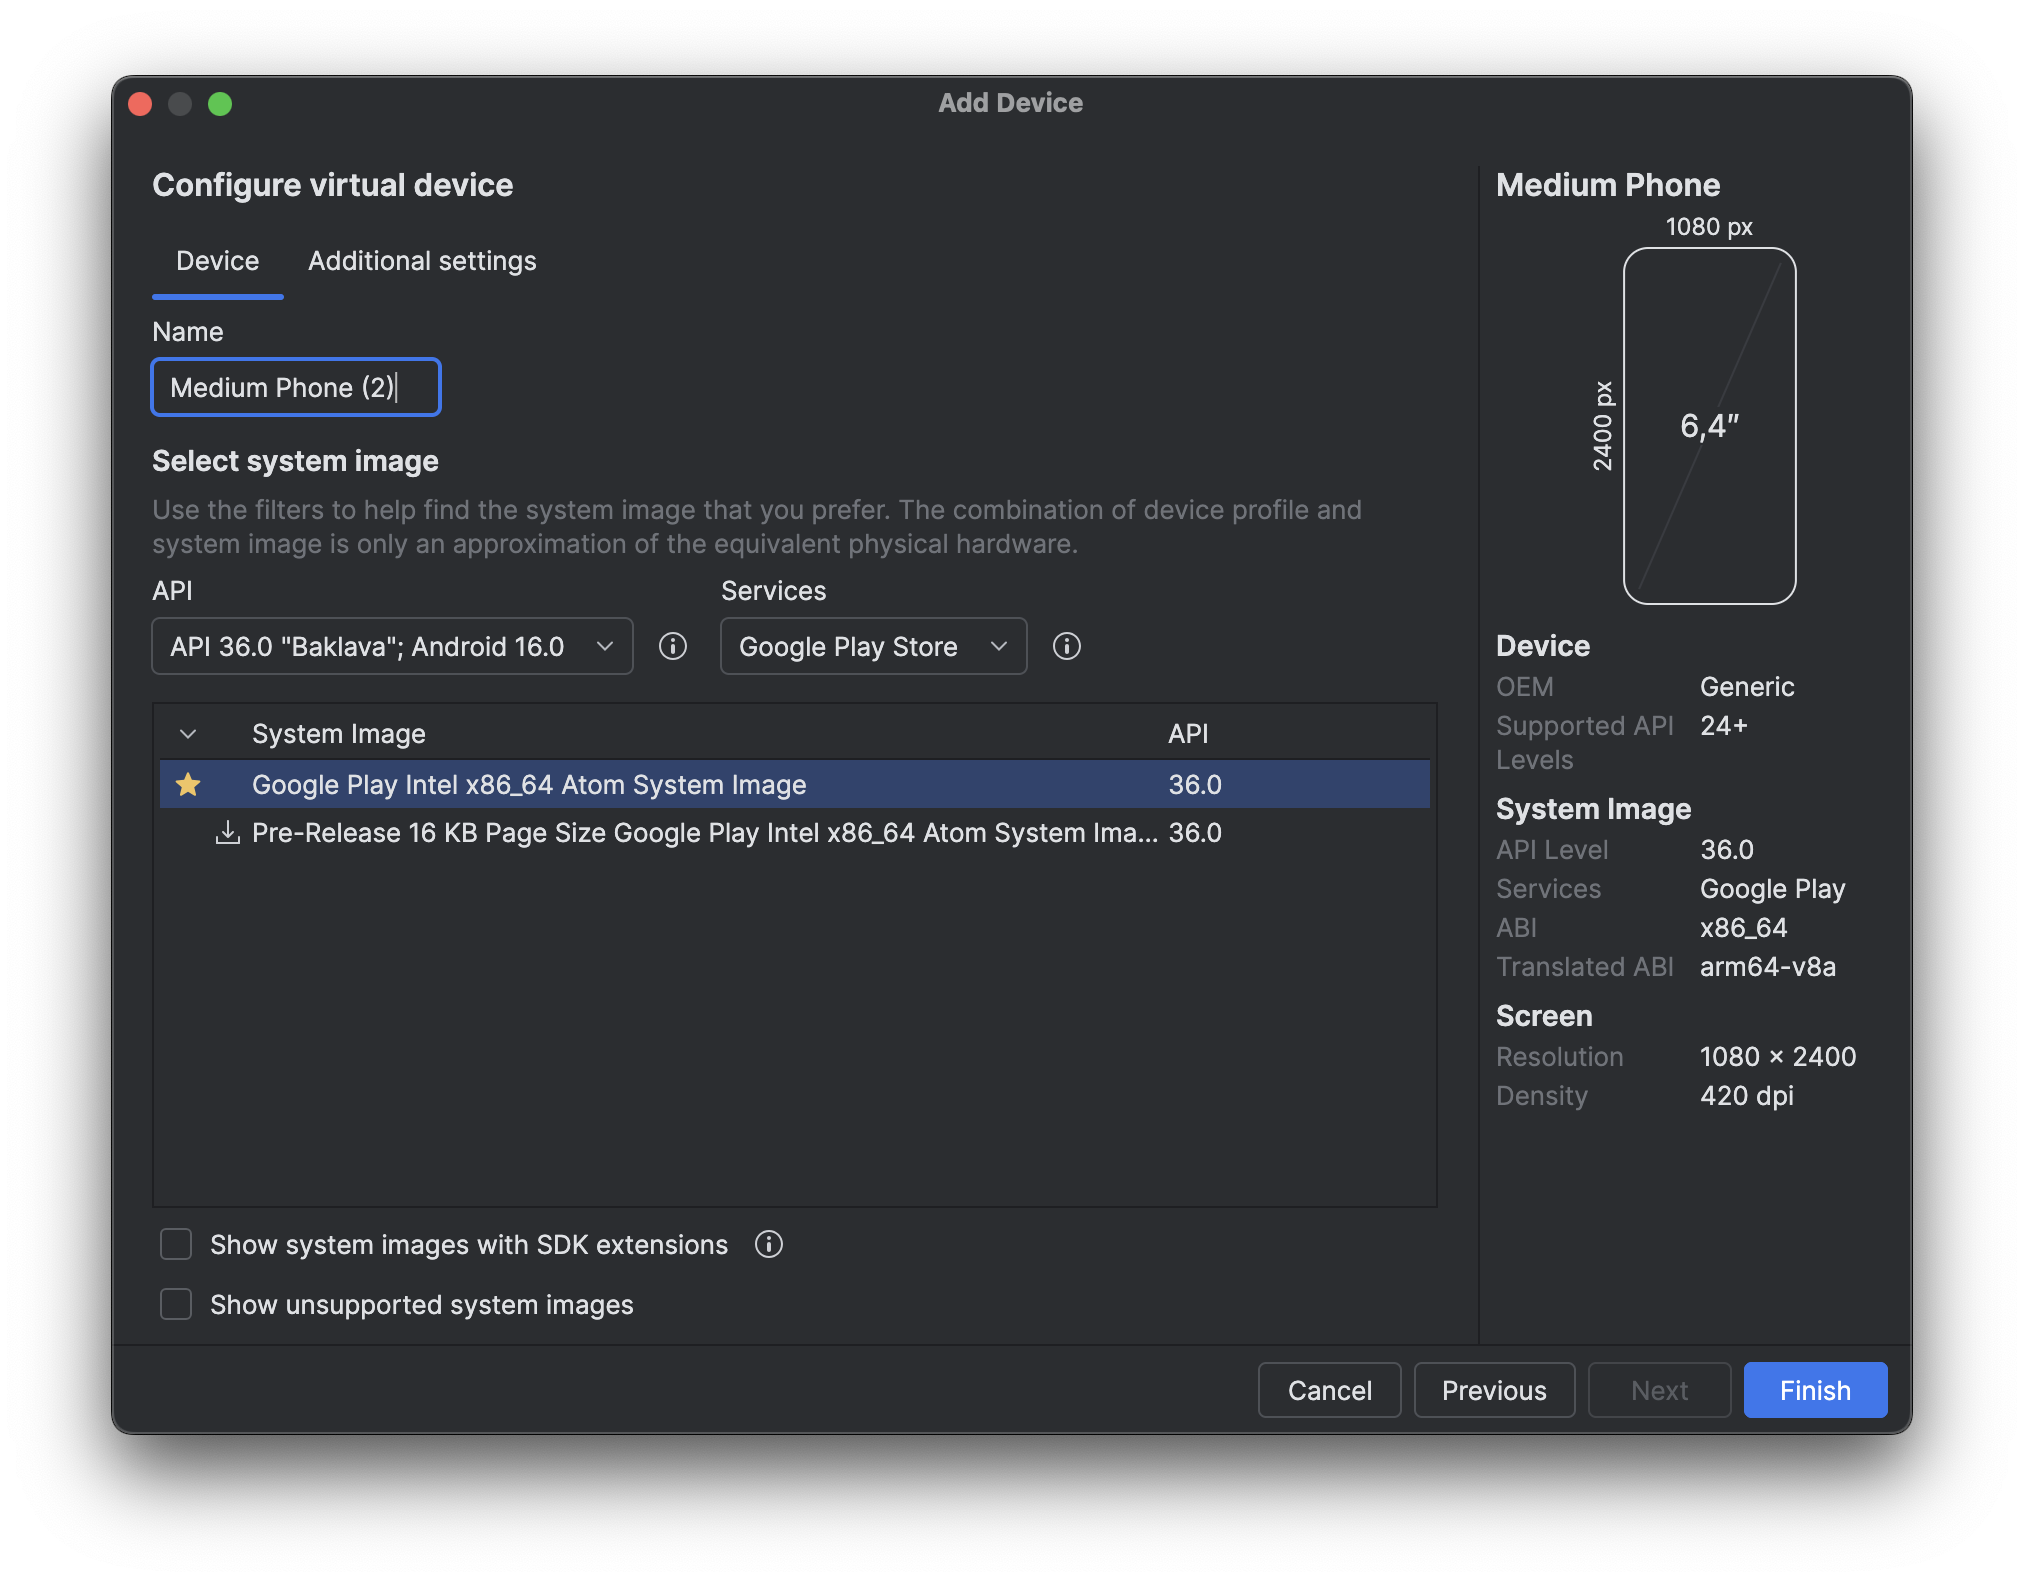 Add Device
Configure virtual device
Device Additional settings
Name
Medium Phone (2)
Select system image
Use the filters to help find the system image that you prefer. The combination of device profile and
system image is only an approximation of the equivalent physical hardware.
API Services
API 36.0 "Baklava"; Android 16.0 Google Play Store
System Image API
Google Play Intel x86_64 Atom System Image 36.0
Pre-Release 16 KB Page Size Google Play Intel x86_64 Atom System Ima... 36.0
Show system images with SDK extensions
Show unsupported system images
Medium Phone
1080 px
2400 px
6,4″
Device
OEM Generic
Supported API 24+
Levels
System Image
API Level 36.0
Services Google Play
ABI x86_64
Translated ABI arm64-v8a
Screen
Resolution 1080 × 2400
Density 420 dpi
Cancel Previous Next Finish